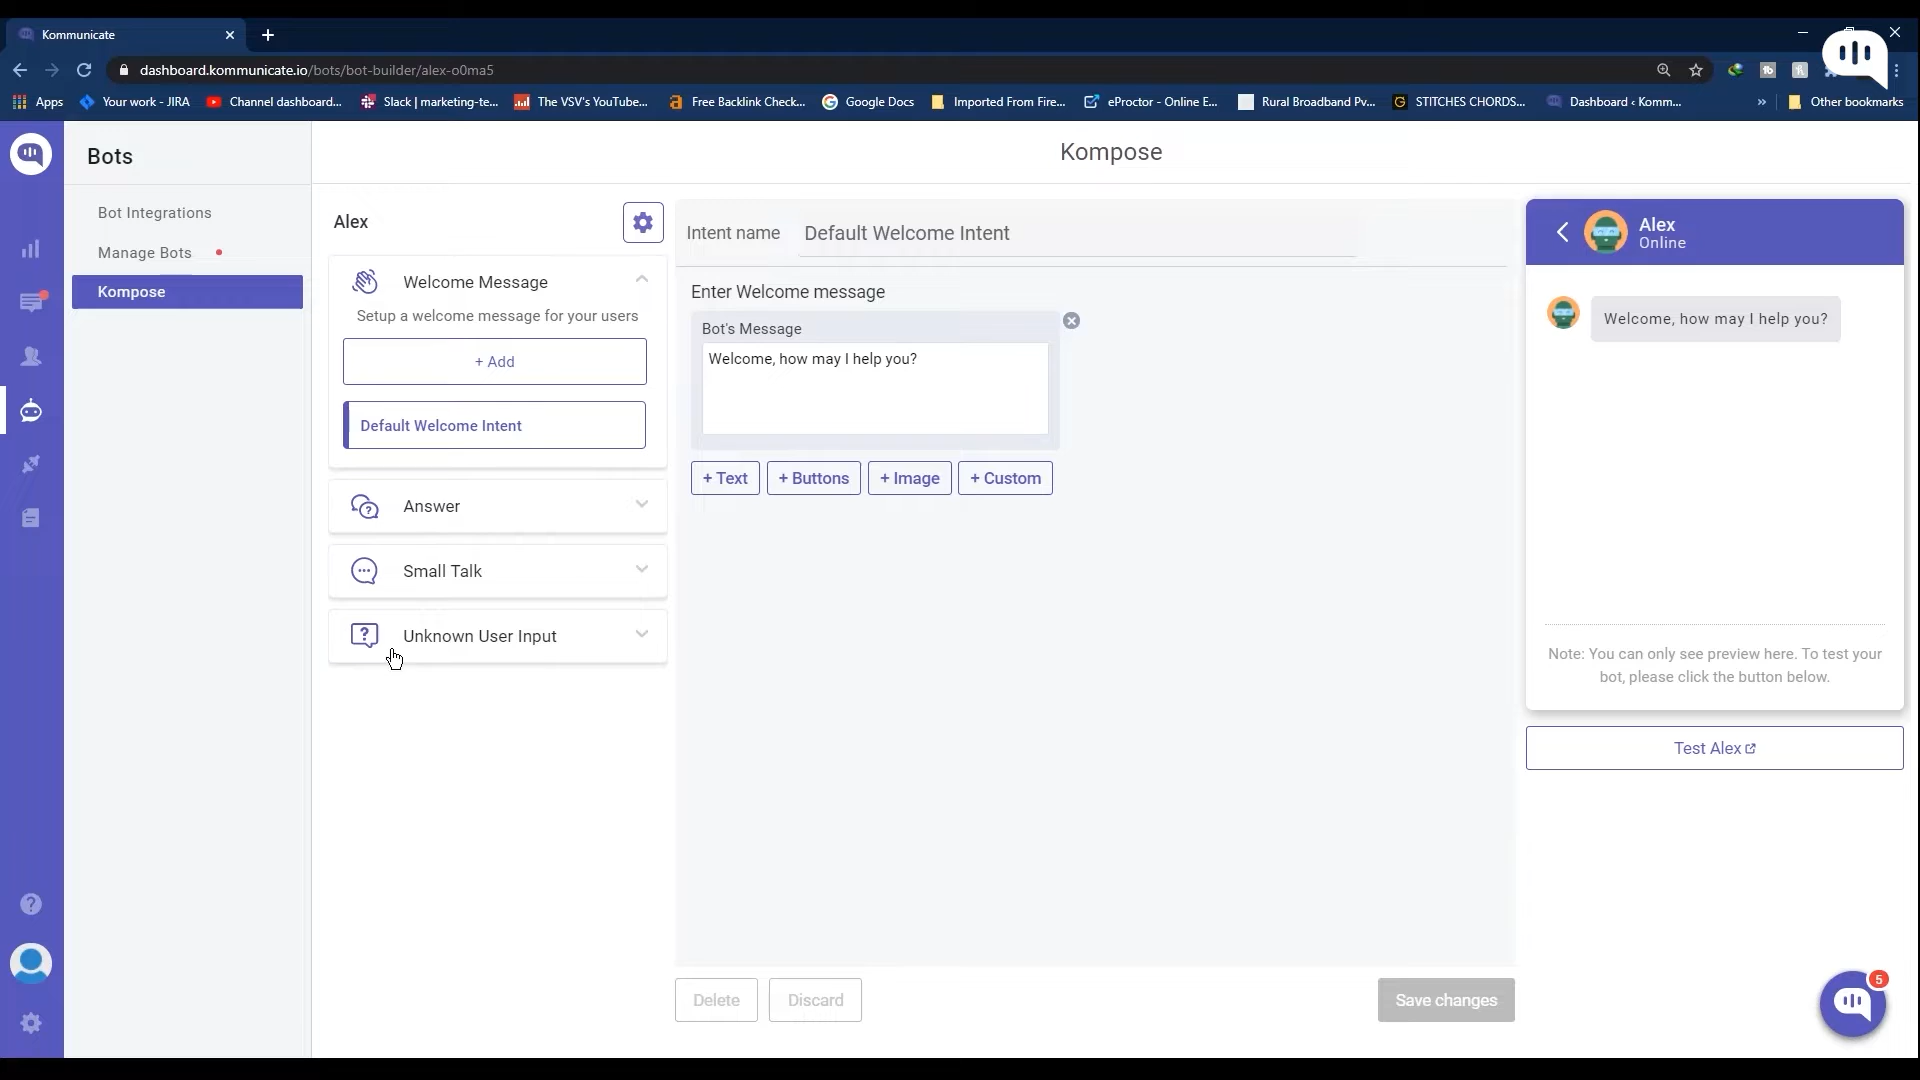 Kommunicate
dashboard.kommunicate.io/bots/bot-builder/alex-o0ma5
Apps
Your work - JIRA
Channel dashboard...
Slack | marketing-te...
The VSV's YouTube...
Free Backlink Check...
Google Docs
Imported From Fire...
eProctor - Online E...
Rural Broadband Pv...
STITCHES CHORDS...
Dashboard ‹ Komm...
»
Other bookmarks
Bots
Bot Integrations
Manage Bots
Kompose
Kompose
Alex
Welcome Message
Setup a welcome message for your users
+ Add
Default Welcome Intent
Answer
Small Talk
Unknown User Input
Intent name
Default Welcome Intent
Enter Welcome message
Bot's Message
Welcome, how may I help you?
+ Text
+ Buttons
+ Image
+ Custom
Delete
Discard
Save changes
Alex
Online
Welcome, how may I help you?
Note: You can only see preview here. To test your
bot, please click the button below.
Test Alex
5